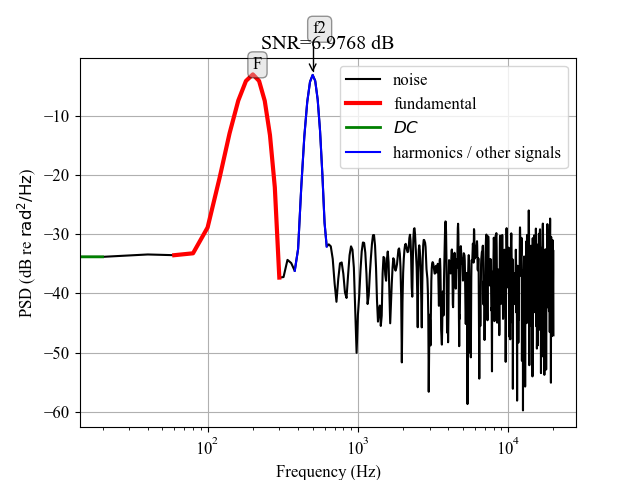 f2
SNR=6.9768 dB
F
noise
fundamental
DC
harmonics / other signals
−10
−20
−30
−40
−50
−60
PSD (dB re rad²/Hz)
10² 10³ 10⁴
Frequency (Hz)